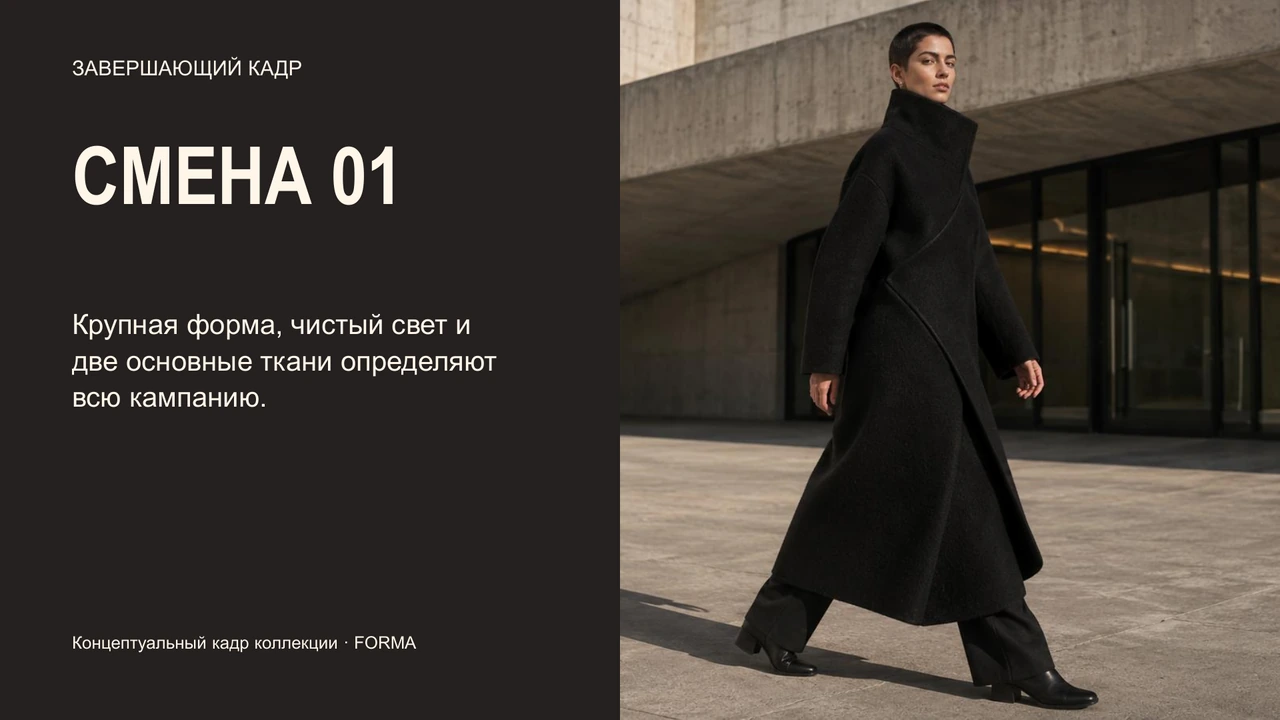 ЗАВЕРШАЮЩИЙ КАДР
СМЕНА 01
Крупная форма, чистый свет и
две основные ткани определяют
всю кампанию.
Концептуальный кадр коллекции · FORMA